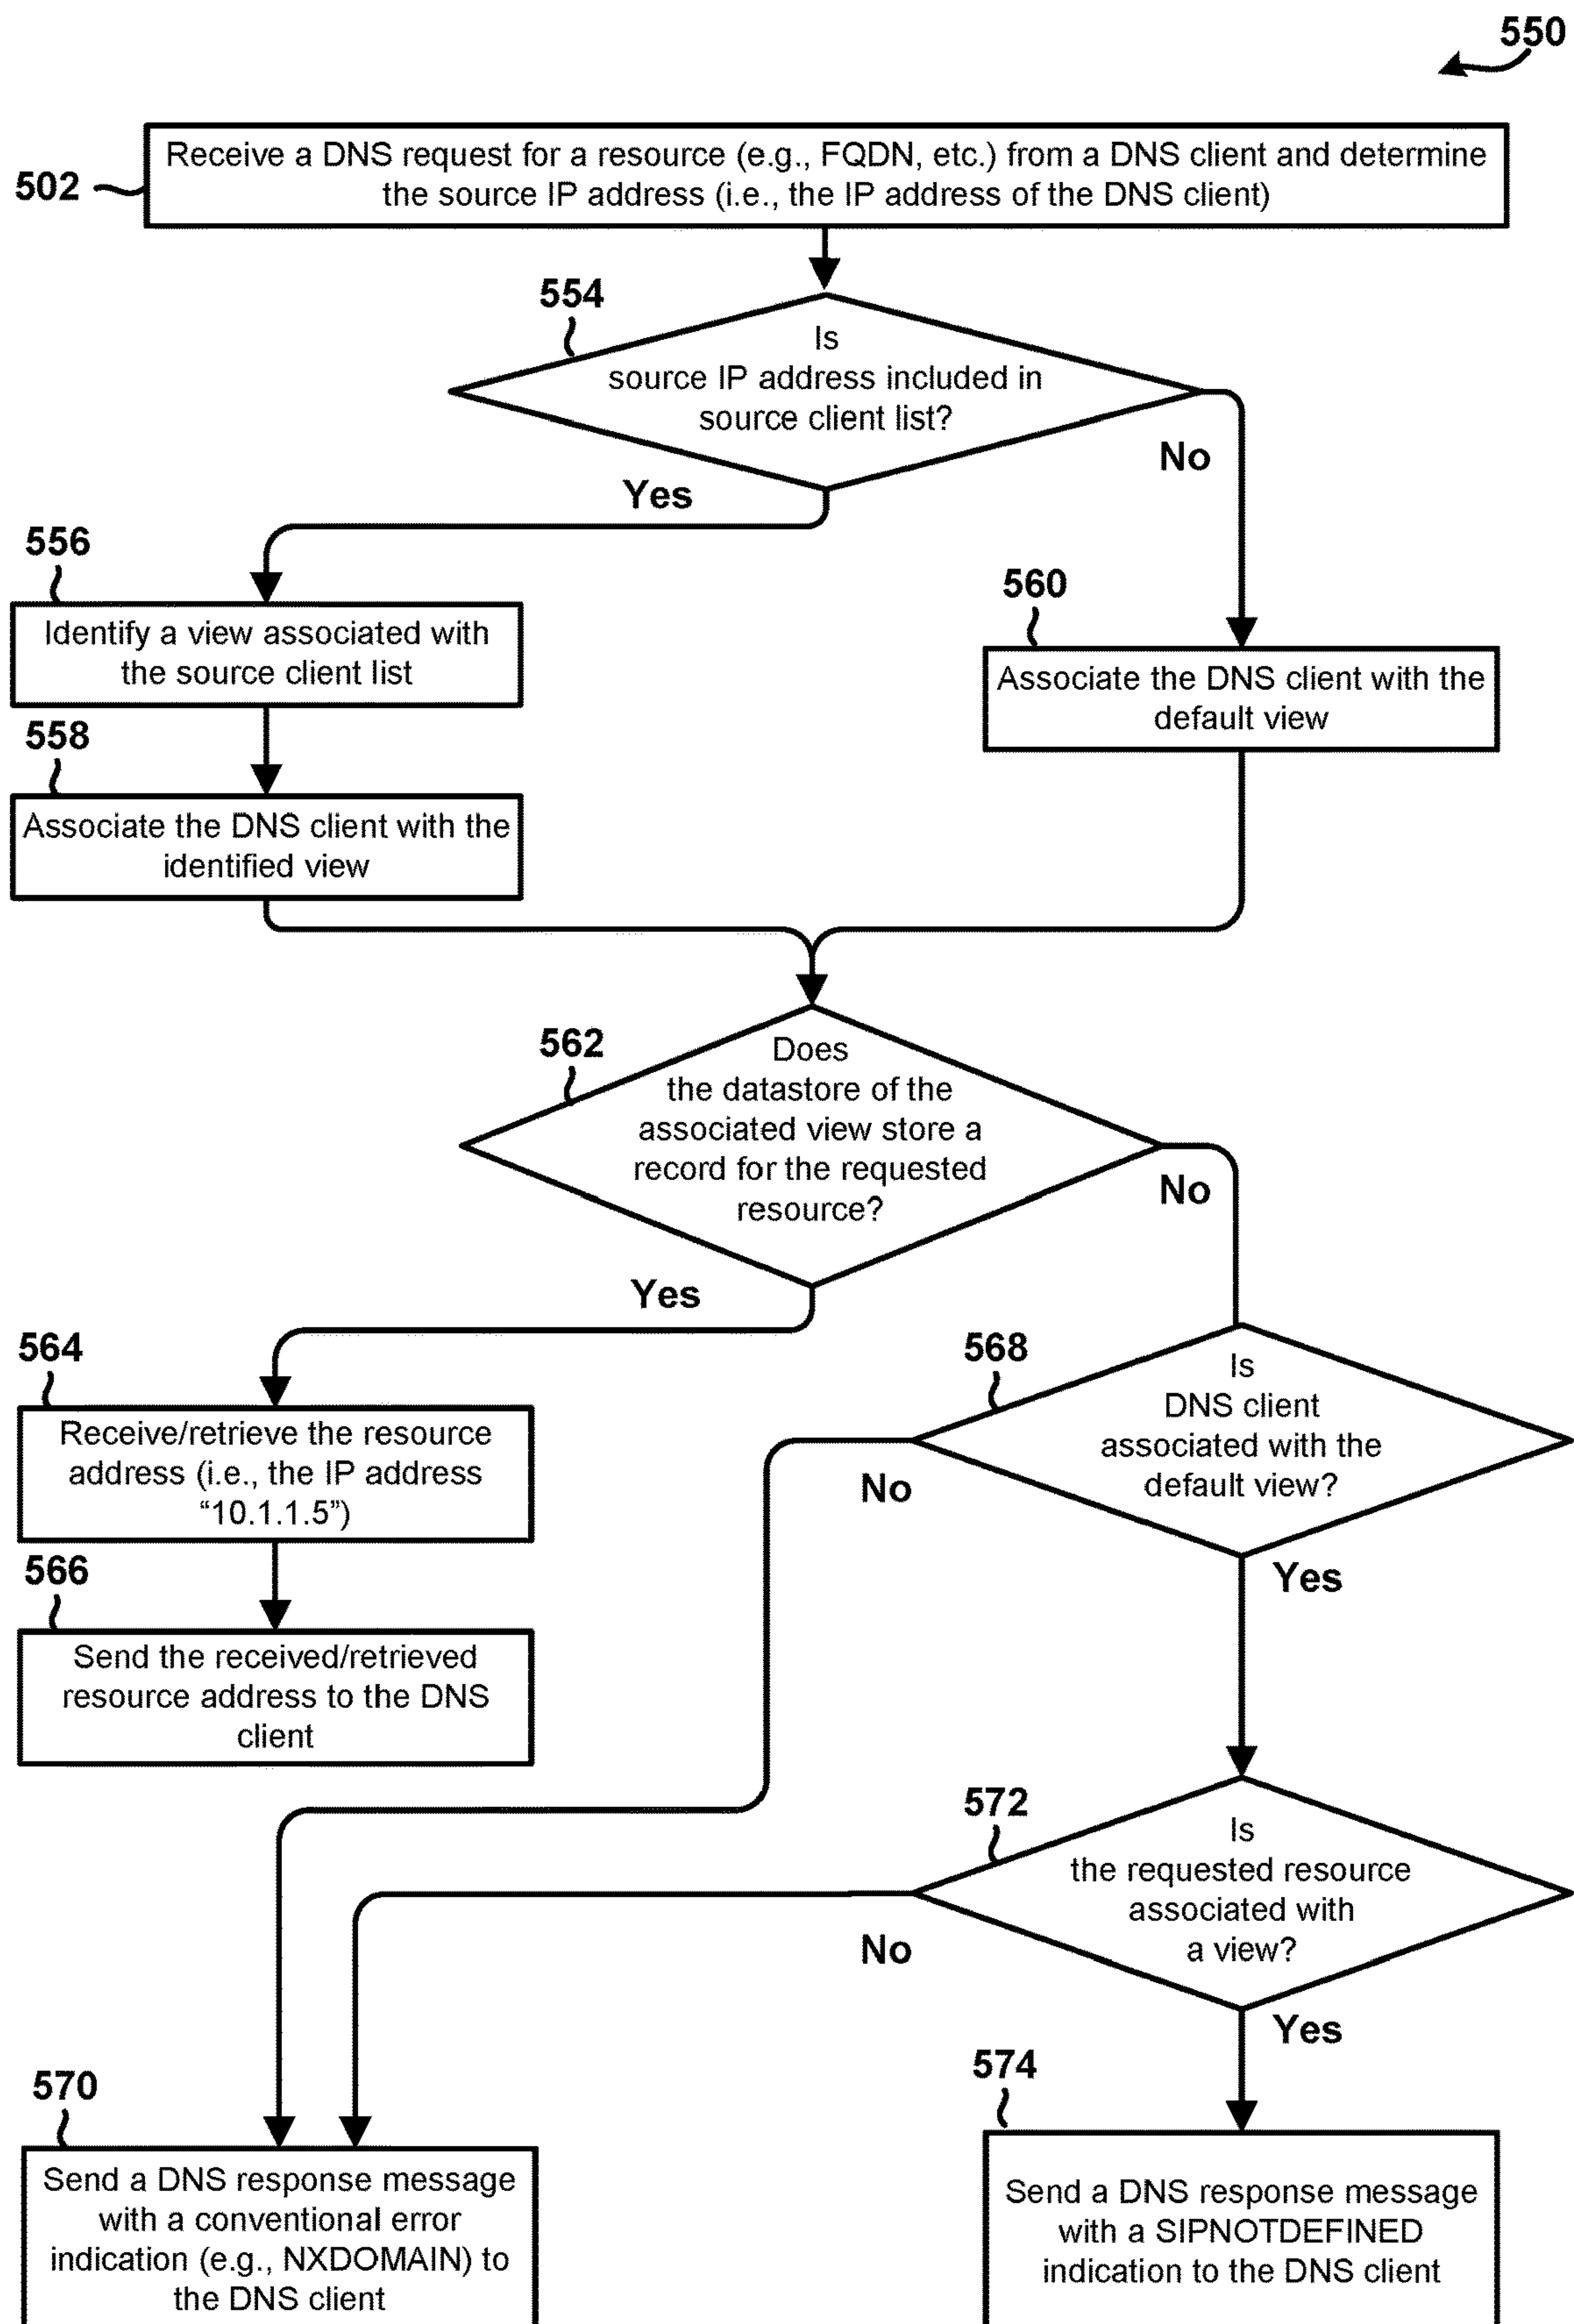 550
502
Receive a DNS request for a resource (e.g., FQDN, etc.) from a DNS client and determine
the source IP address (i.e., the IP address of the DNS client)
554
Is
source IP address included in
source client list?
Yes
No
556
Identify a view associated with
the source client list
560
Associate the DNS client with the
default view
558
Associate the DNS client with the
identified view
562
Does
the datastore of the
associated view store a
record for the requested
resource?
Yes
No
564
Receive/retrieve the resource
address (i.e., the IP address
“10.1.1.5”)
566
Send the received/retrieved
resource address to the DNS
client
568
Is
DNS client
associated with the
default view?
No
Yes
572
Is
the requested resource
associated with
a view?
No
Yes
570
Send a DNS response message
with a conventional error
indication (e.g., NXDOMAIN) to
the DNS client
574
Send a DNS response message
with a SIPNOTDEFINED
indication to the DNS client